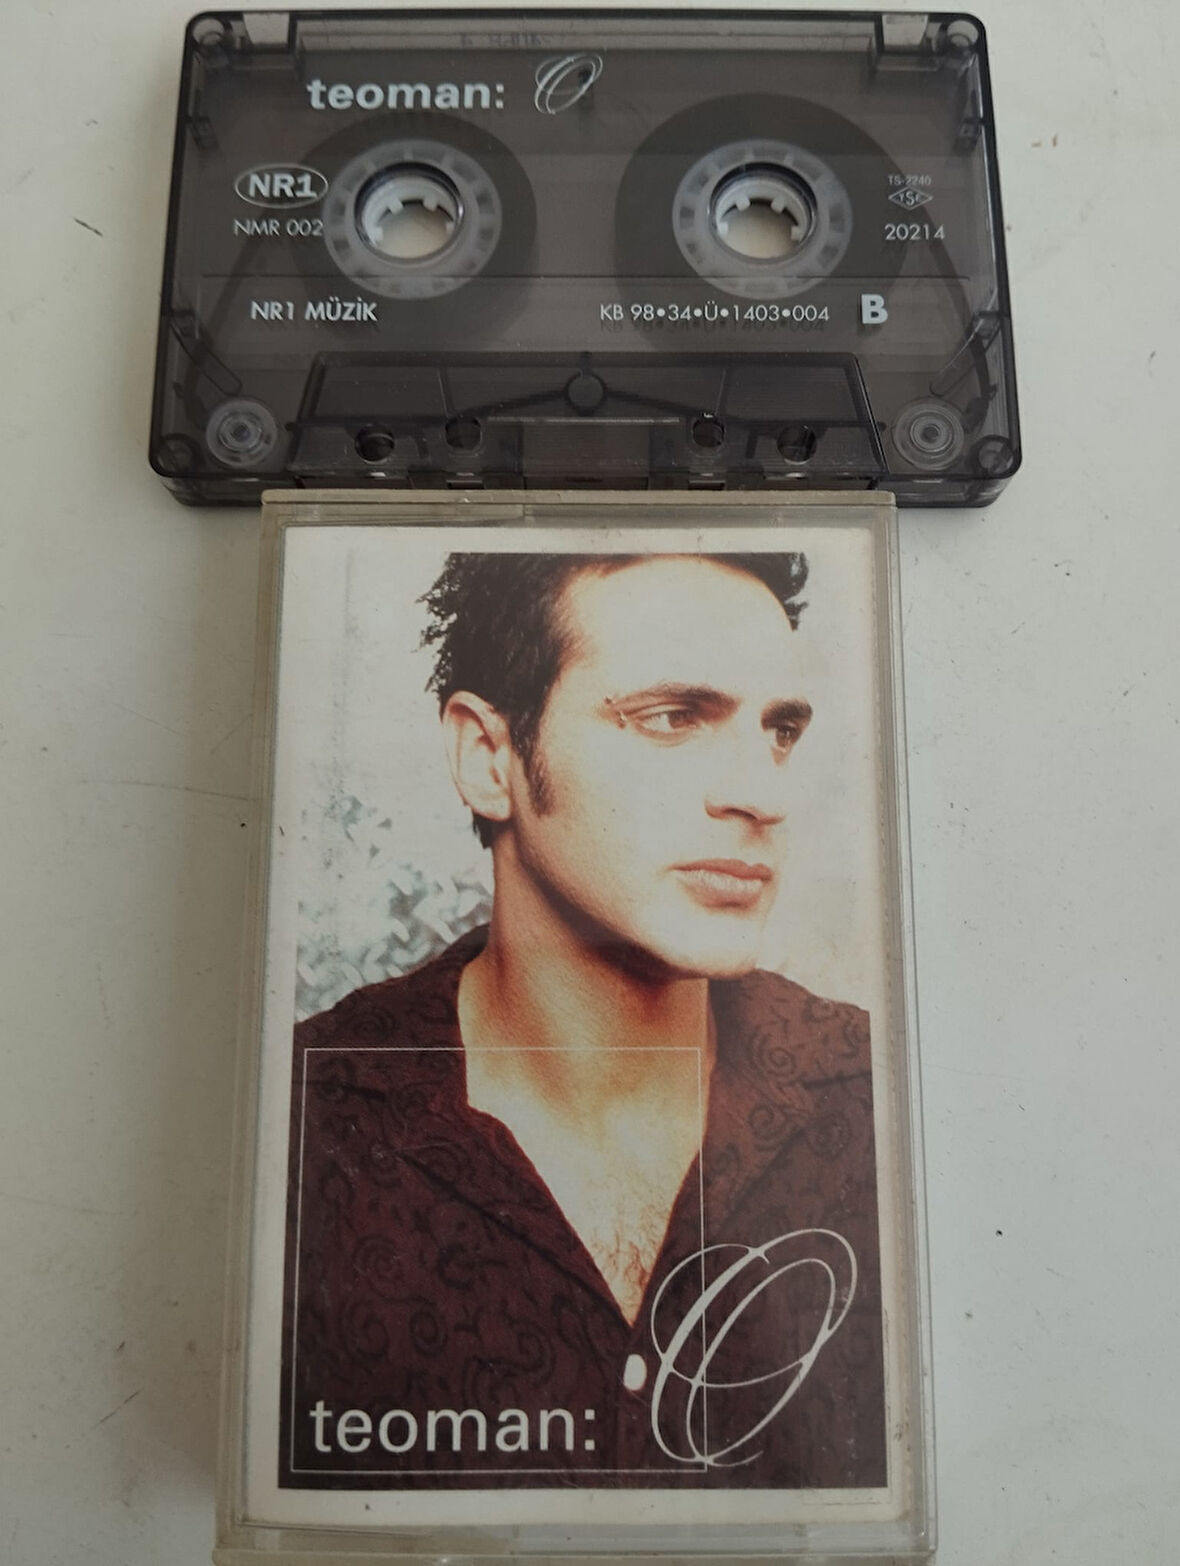 teoman: O
NR1
TS-2240
TSE
NMR 002
20214
NR1 MÜZİK
KB 98•34•Ü•1403•004
B
teoman: O